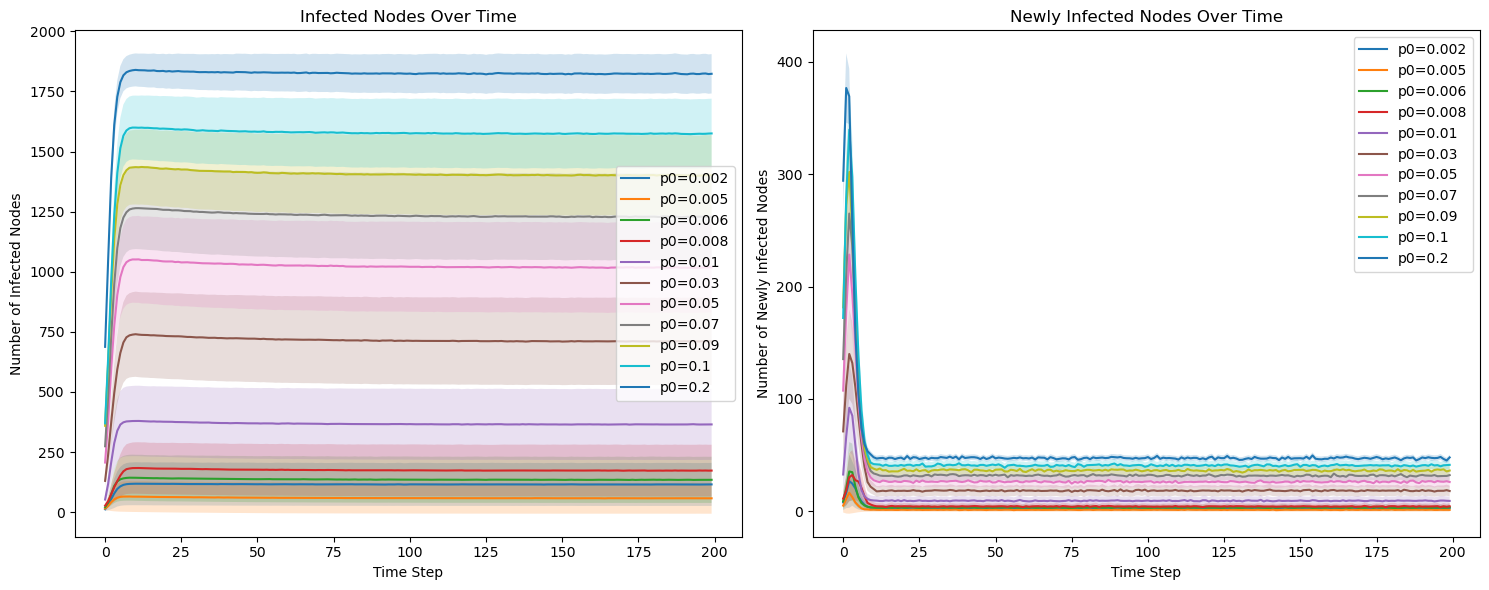 Infected Nodes Over Time
Number of Infected Nodes
2000
1750
1500
1250
1000
750
500
250
0
p0=0.002
p0=0.005
p0=0.006
p0=0.008
p0=0.01
p0=0.03
p0=0.05
p0=0.07
p0=0.09
p0=0.1
p0=0.2
0 25 50 75 100 125 150 175 200
Time Step
Newly Infected Nodes Over Time
Number of Newly Infected Nodes
400
300
200
100
0
p0=0.002
p0=0.005
p0=0.006
p0=0.008
p0=0.01
p0=0.03
p0=0.05
p0=0.07
p0=0.09
p0=0.1
p0=0.2
0 25 50 75 100 125 150 175 200
Time Step